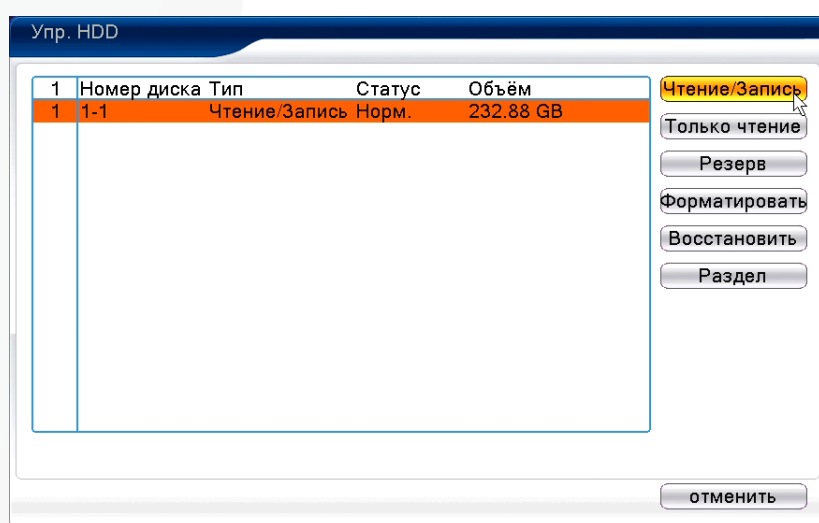 Упр. HDD
1 Номер диска Тип Статус Объём
1 1-1 Чтение/Запись Норм. 232.88 GB
Чтение/Запись
Только чтение
Резерв
Форматировать
Восстановить
Раздел
отменить